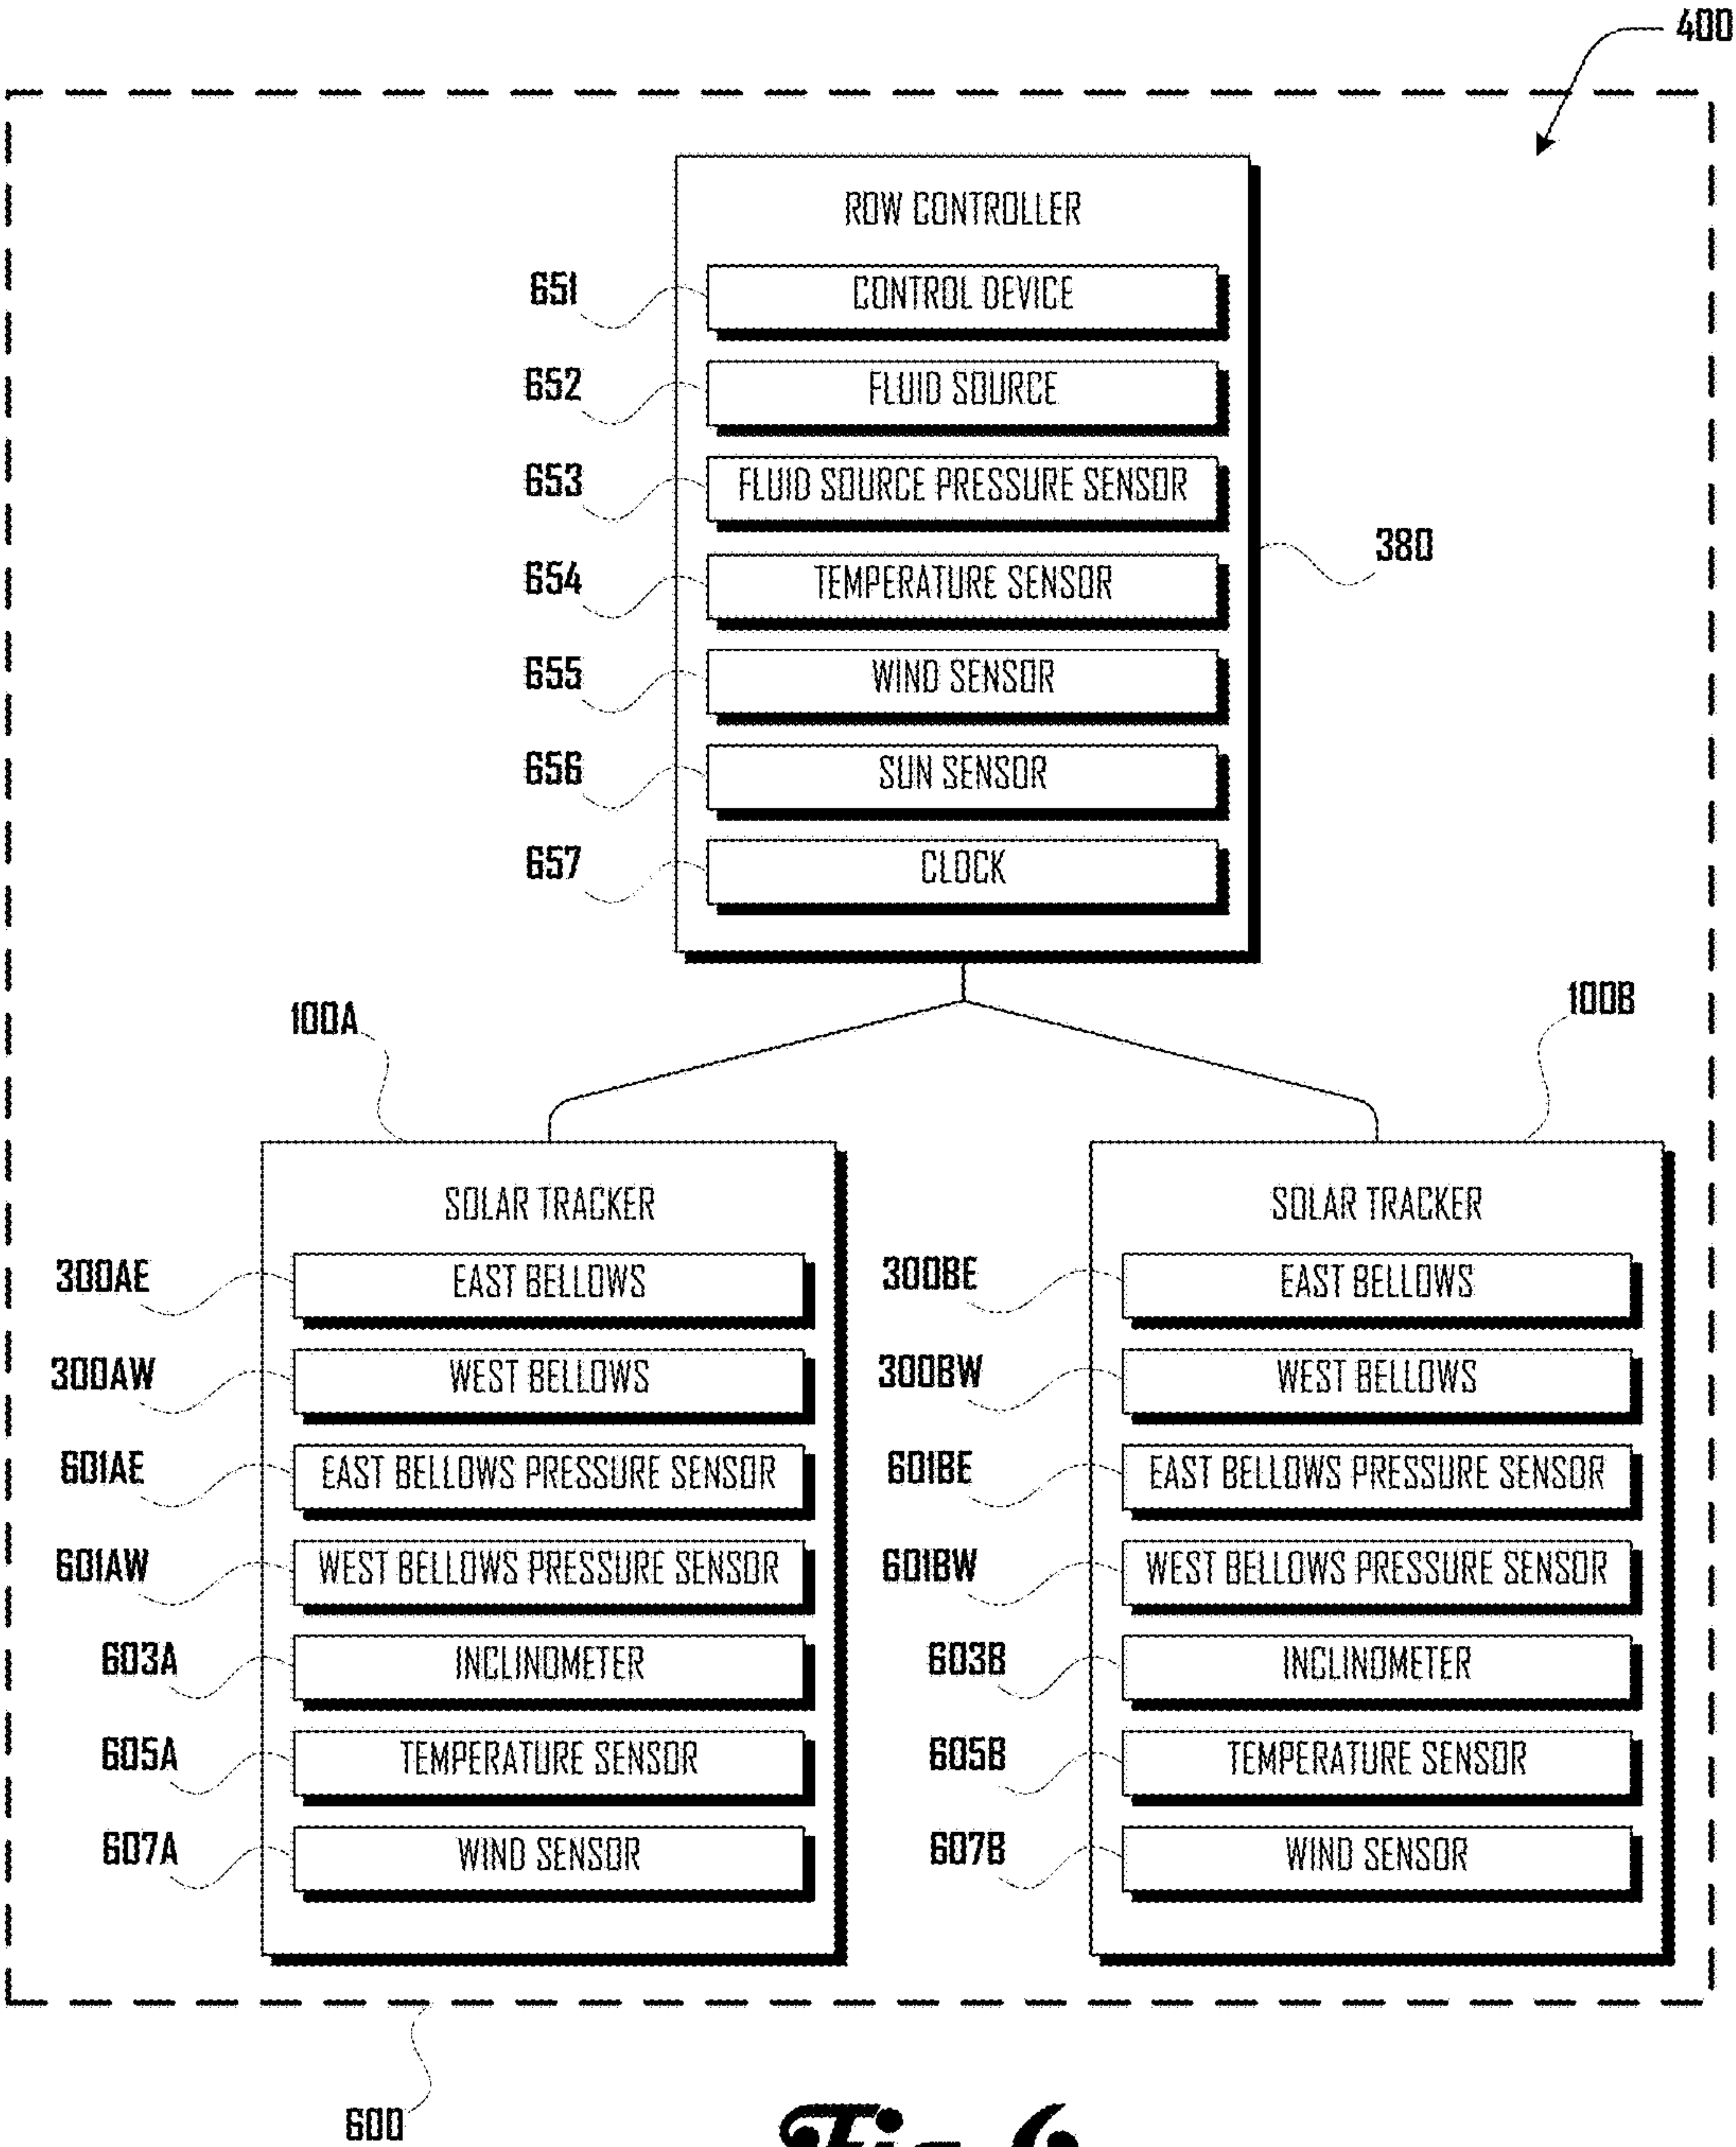 400
ROW CONTROLLER
651 CONTROL DEVICE
652 FLUID SOURCE
653 FLUID SOURCE PRESSURE SENSOR
380
654 TEMPERATURE SENSOR
655 WIND SENSOR
656 SUN SENSOR
657 CLOCK
100A 100B
SOLAR TRACKER SOLAR TRACKER
300AE EAST BELLOWS 300BE EAST BELLOWS
300AW WEST BELLOWS 300BW WEST BELLOWS
601AE EAST BELLOWS PRESSURE SENSOR 601BE EAST BELLOWS PRESSURE SENSOR
601AW WEST BELLOWS PRESSURE SENSOR 601BW WEST BELLOWS PRESSURE SENSOR
603A INCLINOMETER 603B INCLINOMETER
605A TEMPERATURE SENSOR 605B TEMPERATURE SENSOR
607A WIND SENSOR 607B WIND SENSOR
600
Fig. 6